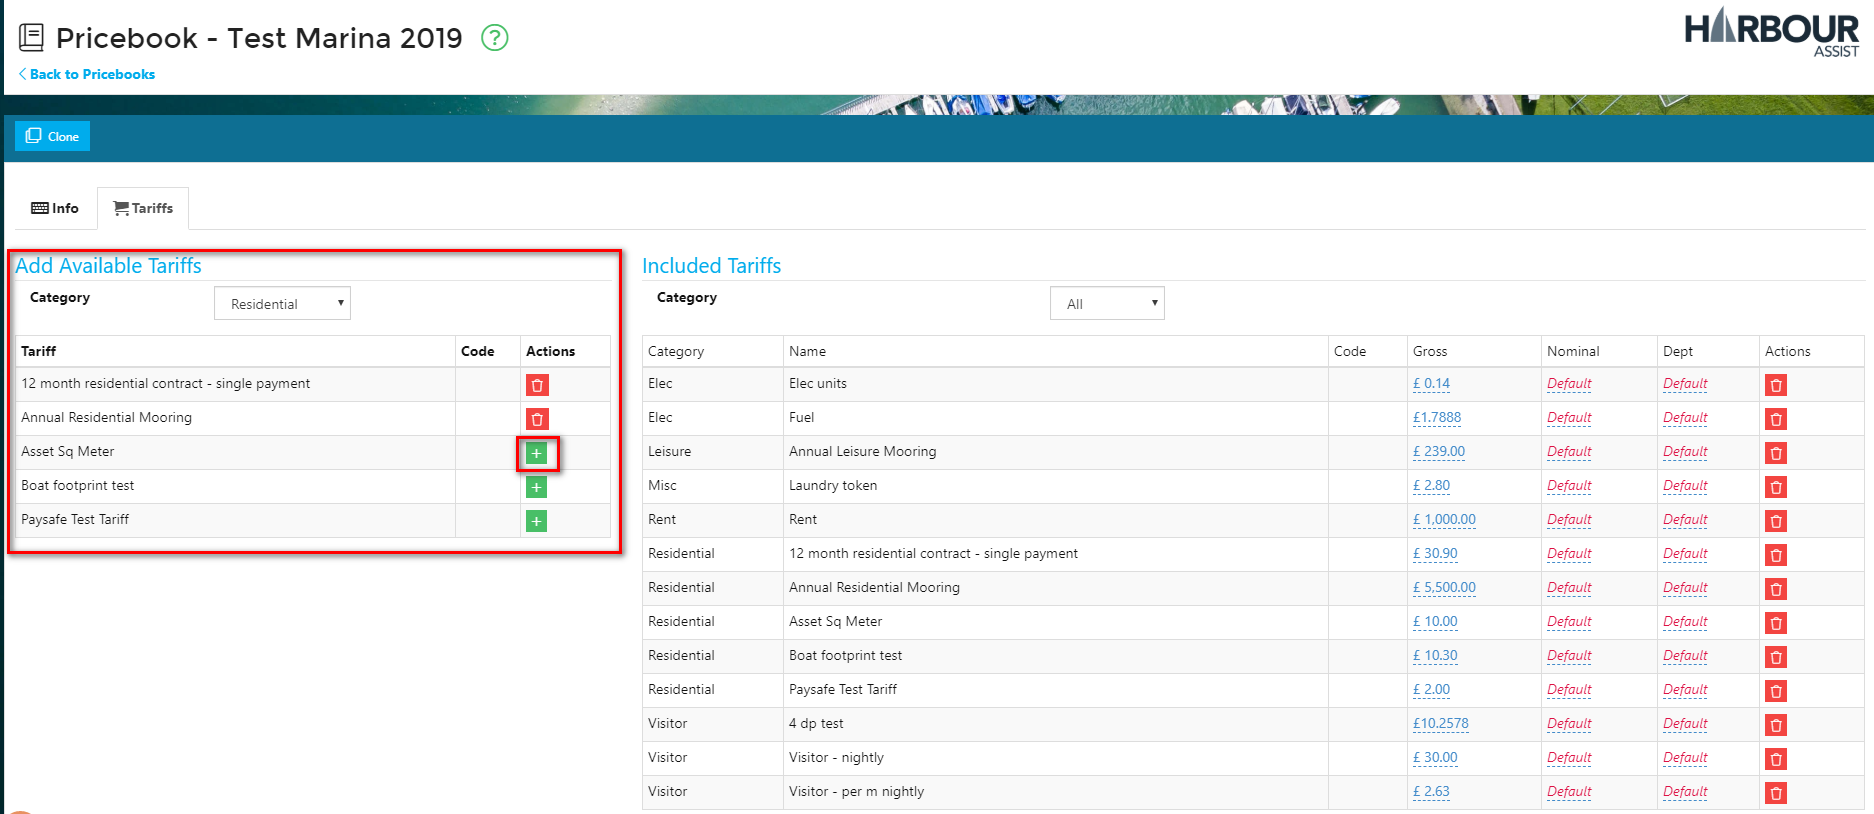 Pricebook - Test Marina 2019 ?
HARBOUR
ASSIST
Back to Pricebooks
Clone
Info Tariffs
Add Available Tariffs
Category Residential
Tariff Code Actions
12 month residential contract - single payment
Annual Residential Mooring
Asset Sq Meter +
Boat footprint test +
Paysafe Test Tariff +
Included Tariffs
Category All
Category Name Code Gross Nominal Dept Actions
Elec Elec units £ 0.14 Default Default
Elec Fuel £1.7888 Default Default
Leisure Annual Leisure Mooring £ 239.00 Default Default
Misc Laundry token £ 2.80 Default Default
Rent Rent £ 1,000.00 Default Default
Residential 12 month residential contract - single payment £ 30.90 Default Default
Residential Annual Residential Mooring £ 5,500.00 Default Default
Residential Asset Sq Meter £ 10.00 Default Default
Residential Boat footprint test £ 10.30 Default Default
Residential Paysafe Test Tariff £ 2.00 Default Default
Visitor 4 dp test £10.2578 Default Default
Visitor Visitor - nightly £ 30.00 Default Default
Visitor Visitor - per m nightly £ 2.63 Default Default